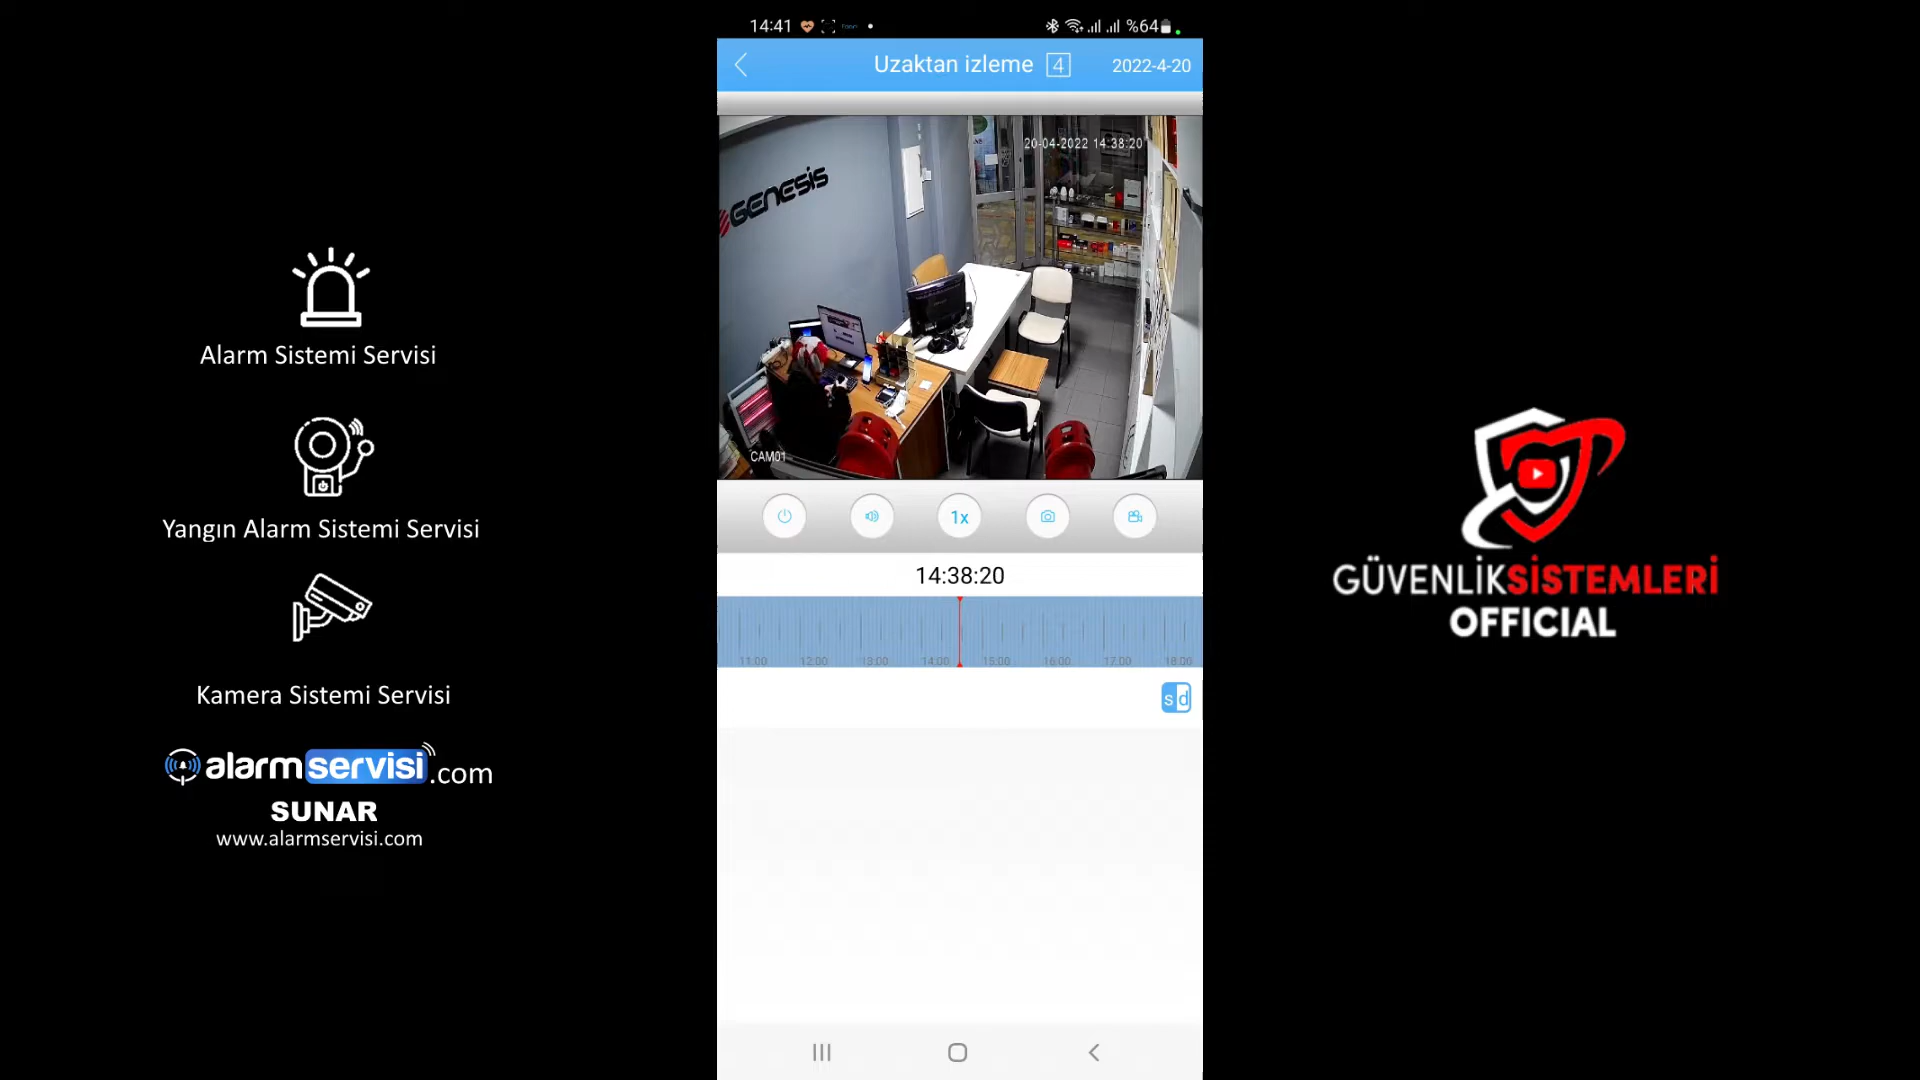 Alarm Sistemi Servisi
Yangın Alarm Sistemi Servisi
Kamera Sistemi Servisi
alarmservisi.com
SUNAR
www.alarmservisi.com
14:41
%64
Uzaktan izleme 4 2022-4-20
20-04-2022 14:38:20
GENESIS
CAM01
1x
14:38:20
11:00 12:00 13:00 14:00 15:00 16:00 17:00 18:00
sd
GÜVENLİKSİSTEMLERİ
OFFICIAL